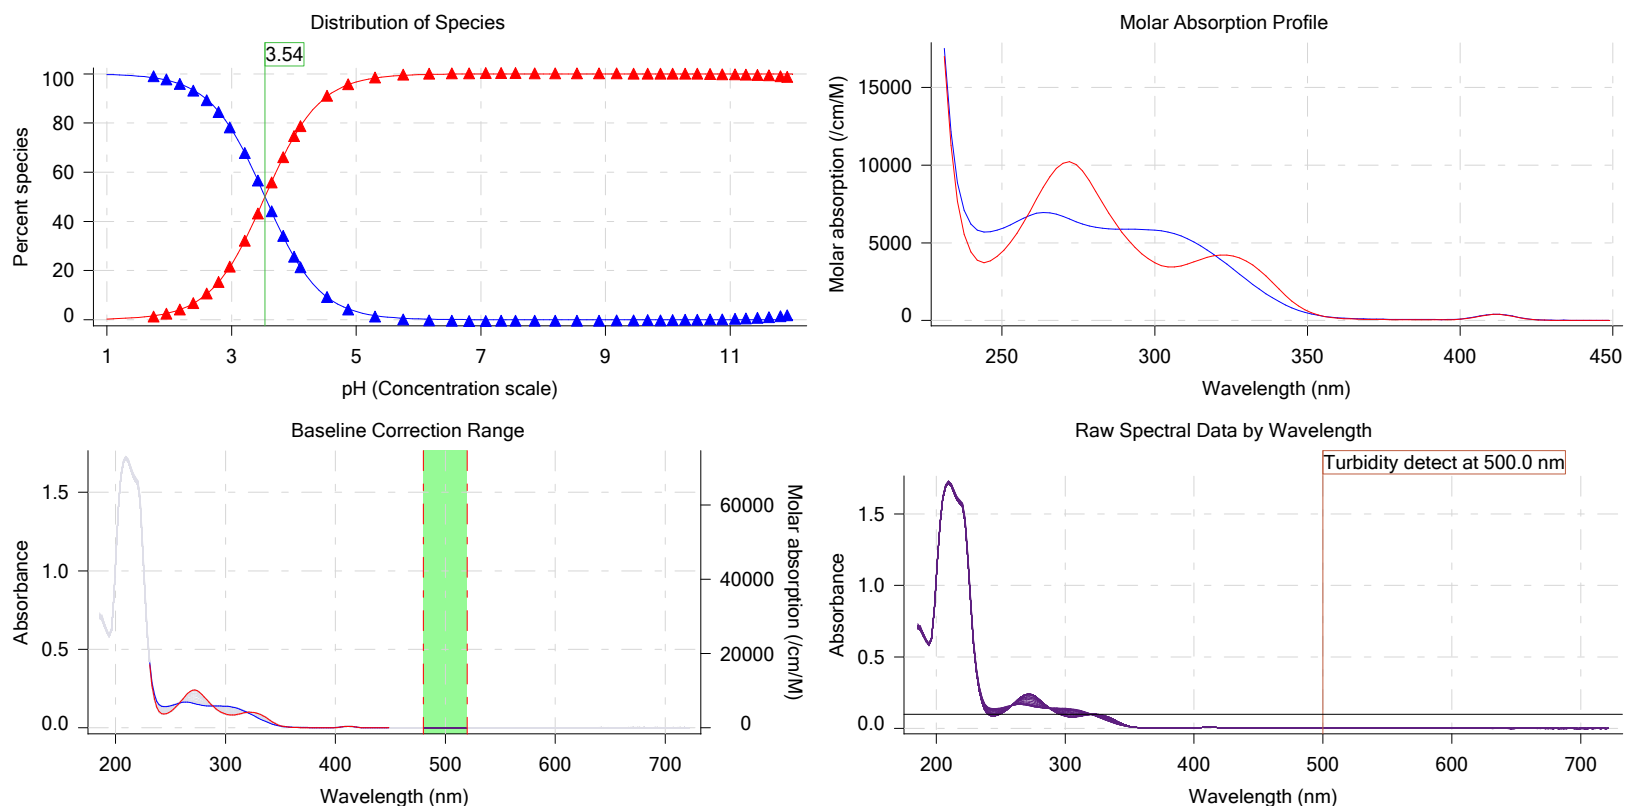 Distribution of Species
3.54
100
80
60
40
20
0
Percent species
1 3 5 7 9 11
pH (Concentration scale)
Molar Absorption Profile
15000
10000
5000
0
Molar absorption (/cm/M)
250 300 350 400 450
Wavelength (nm)
Baseline Correction Range
1.5
1.0
0.5
0.0
Absorbance
60000
40000
20000
0
Molar absorption (/cm/M)
200 300 400 500 600 700
Wavelength (nm)
Raw Spectral Data by Wavelength
Turbidity detect at 500.0 nm
1.5
1.0
0.5
0.0
Absorbance
200 300 400 500 600 700
Wavelength (nm)